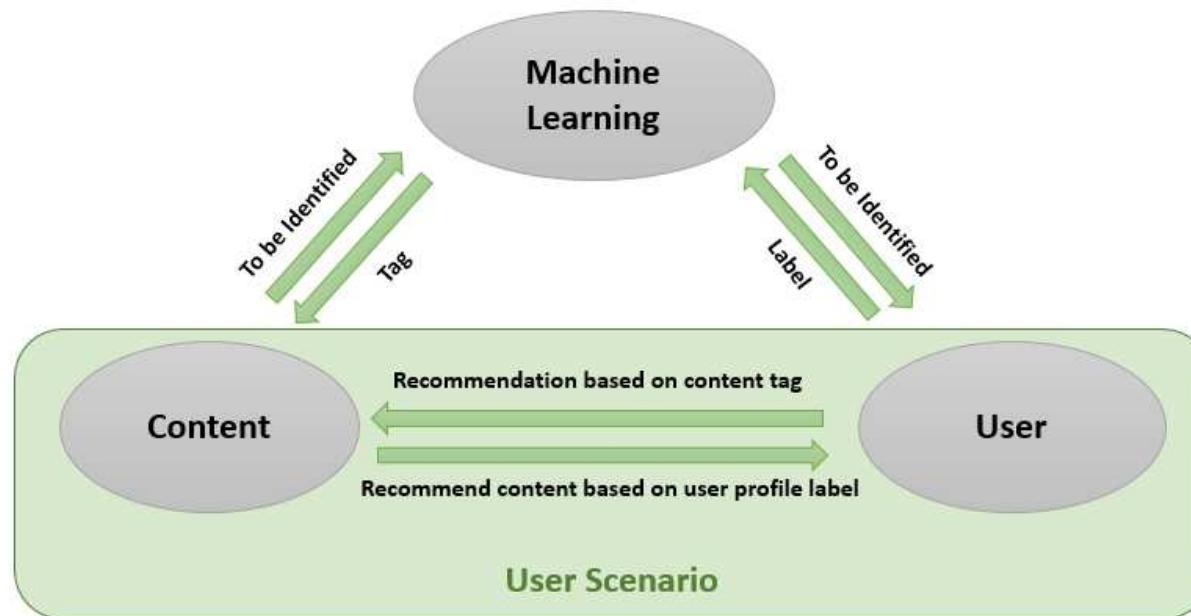 Machine
Learning
To be Identified
Tag
To be Identified
Label
Content
Recommendation based on content tag
Recommend content based on user profile label
User
User Scenario